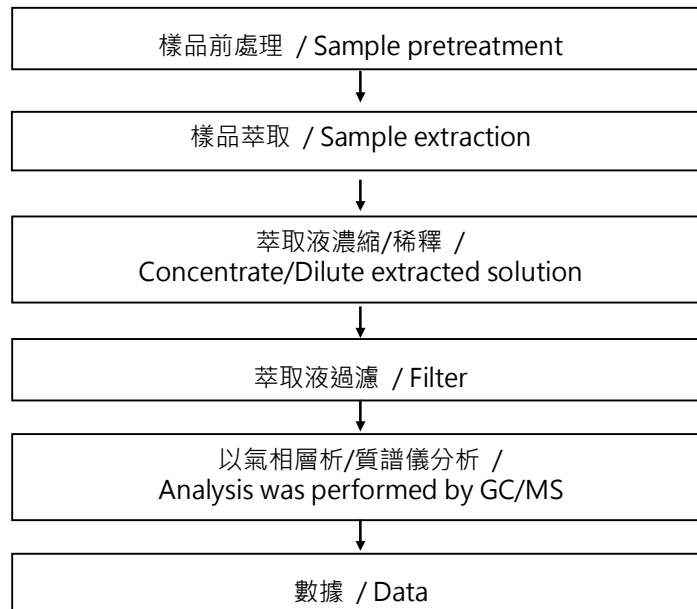 樣品前處理 / Sample pretreatment
樣品萃取 / Sample extraction
萃取液濃縮/稀釋 /
Concentrate/Dilute extracted solution
萃取液過濾 / Filter
以氣相層析/質譜儀分析 /
Analysis was performed by GC/MS
數據 / Data